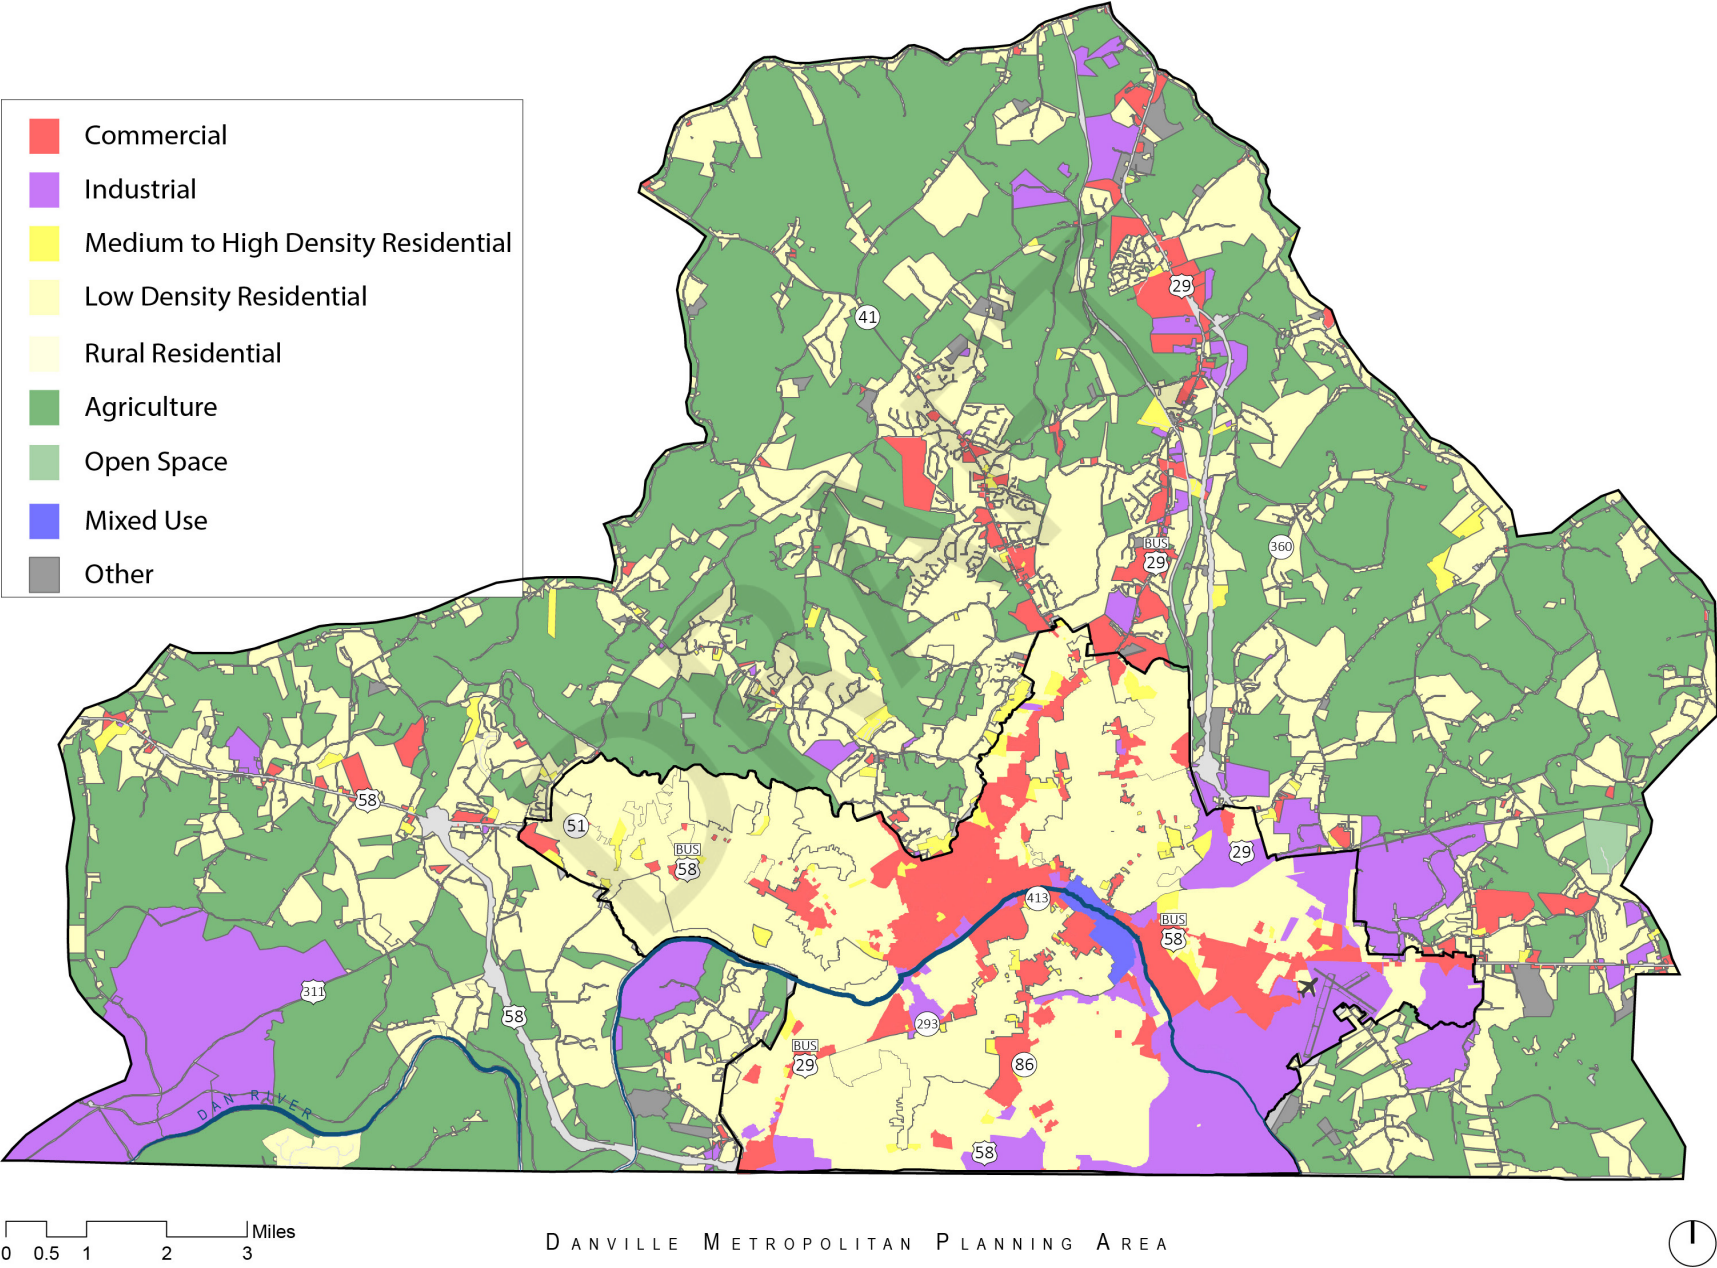 Commercial
Industrial
Medium to High Density Residential
Low Density Residential
Rural Residential
Agriculture
Open Space
Mixed Use
Other
DRAFT
29
41
360
BUS
29
58
51
BUS
58
29
413
BUS
58
311
58
293
BUS
29
86
DAN RIVER
58
0 0.5 1 2 3 Miles
DANVILLE METROPOLITAN PLANNING AREA